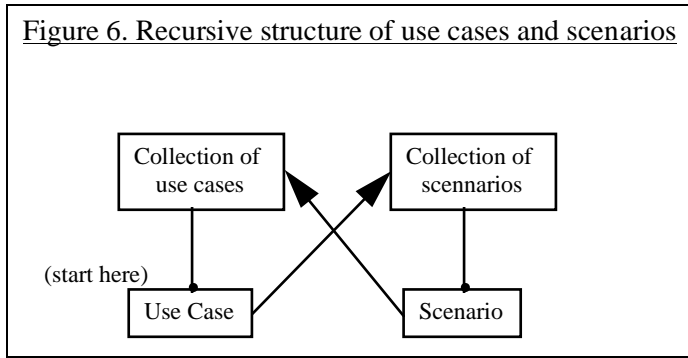 Figure 6. Recursive structure of use cases and scenarios
Collection of
use cases
Collection of
scennarios
(start here)
Use Case
Scenario